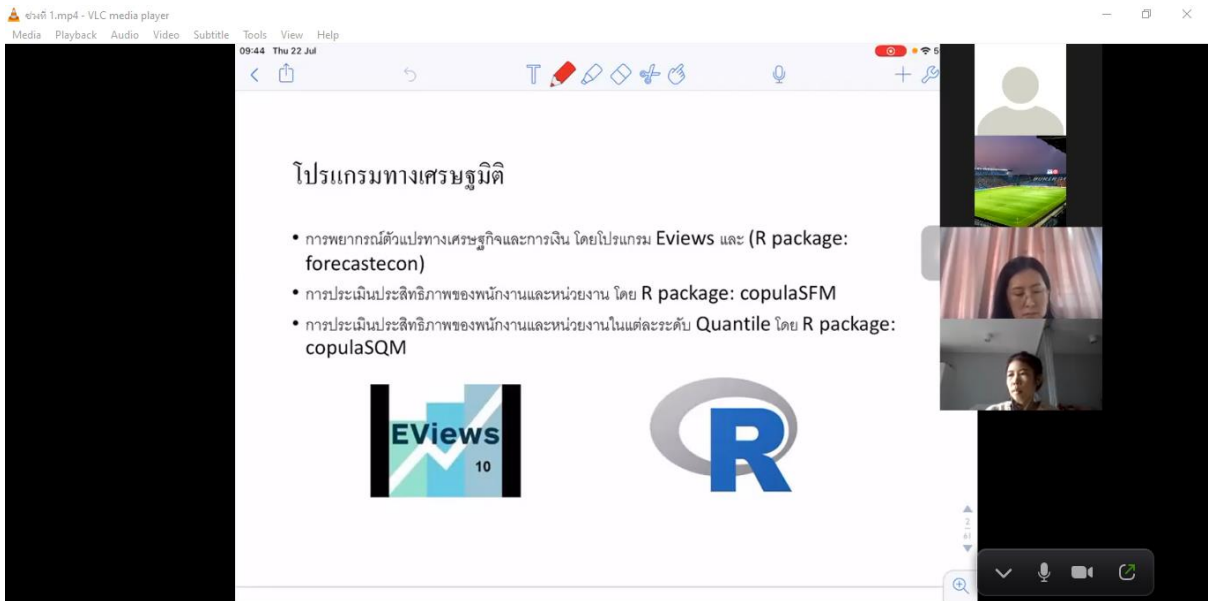 ช่วงที่ 1.mp4 - VLC media player
Media Playback Audio Video Subtitle Tools View Help
09:44 Thu 22 Jul
โปรแกรมทางเศรษฐมิติ
• การพยากรณ์ตัวแปรทางเศรษฐกิจและการเงิน โดยโปรแกรม Eviews และ (R package:
forecastecon)
• การประเมินประสิทธิภาพของพนักงานและหน่วยงาน โดย R package: copulaSFM
• การประเมินประสิทธิภาพของพนักงานและหน่วยงานในแต่ละระดับ Quantile โดย R package:
copulaSQM
EViews
10
R
2
61